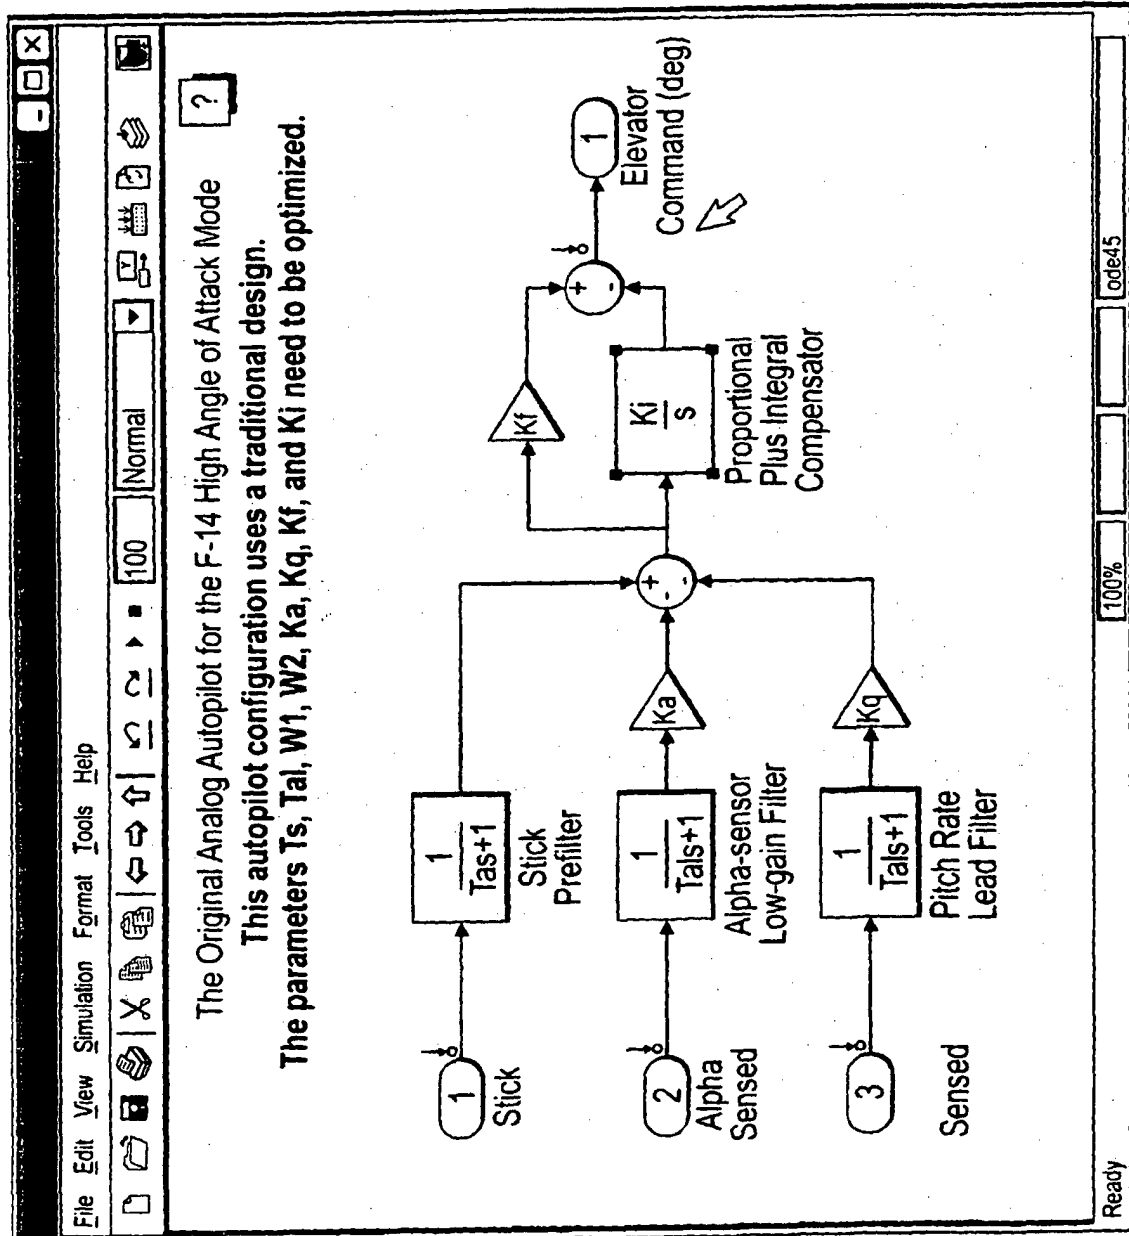 File Edit View Simulation Format Tools Help
100 Normal
The Original Analog Autopilot for the F-14 High Angle of Attack Mode
?
This autopilot configuration uses a traditional design.
The parameters Ts, Tal, W1, W2, Ka, Kq, Kf, and Ki need to be optimized.
1
Stick
1
Tas+1
Stick
Prefilter
2
Alpha
Sensed
1
Tals+1
Alpha-sensor
Low-gain Filter
Ka
3
Sensed
1
Tals+1
Pitch Rate
Lead Filter
Kq
+
-
-
Kf
Ki
s
Proportional
Plus Integral
Compensator
+
-
1
Elevator
Command (deg)
Ready
100%
ode45